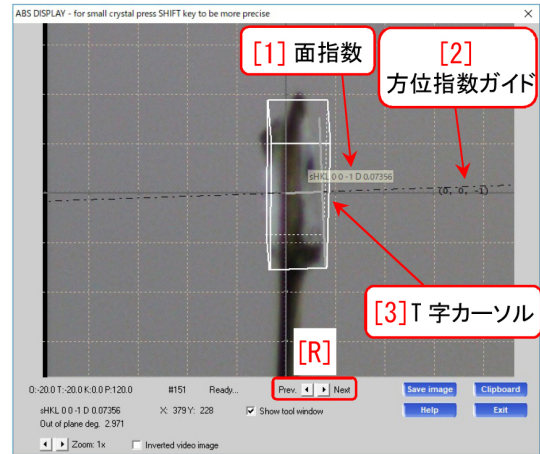 ABS DISPLAY - for small crystal press SHIFT key to be more precise
[1] 面指数
[2]
方位指数ガイド
sHKL 0 0 -1 D 0.07356
(0, 0, -1)
[3]T 字カーソル
[R]
O:-20.0 T:-20.0 K:0.0 P:120.0 #151 Ready... Prev. Next Save image Clipboard
sHKL 0 0 -1 D 0.07356 X: 379 Y: 228 Show tool window Help Exit
Out of plane deg. 2.971
Zoom: 1x Inverted video image